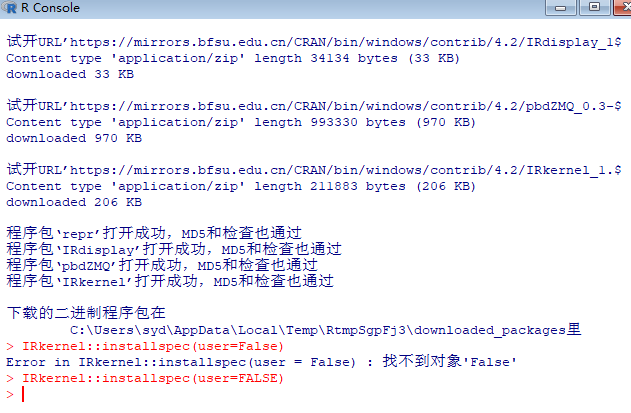 R Console
试开URL’https://mirrors.bfsu.edu.cn/CRAN/bin/windows/contrib/4.2/IRdisplay_1$
Content type 'application/zip' length 34134 bytes (33 KB)
downloaded 33 KB
试开URL’https://mirrors.bfsu.edu.cn/CRAN/bin/windows/contrib/4.2/pbdZMQ_0.3-$
Content type 'application/zip' length 993330 bytes (970 KB)
downloaded 970 KB
试开URL’https://mirrors.bfsu.edu.cn/CRAN/bin/windows/contrib/4.2/IRkernel_1.$
Content type 'application/zip' length 211883 bytes (206 KB)
downloaded 206 KB
程序包‘repr’打开成功，MD5和检查也通过
程序包‘IRdisplay’打开成功，MD5和检查也通过
程序包‘pbdZMQ’打开成功，MD5和检查也通过
程序包‘IRkernel’打开成功，MD5和检查也通过
下载的二进制程序包在
C:\Users\syd\AppData\Local\Temp\RtmpSgpFj3\downloaded_packages里
> IRkernel::installspec(user=False)
Error in IRkernel::installspec(user = False) : 找不到对象'False'
> IRkernel::installspec(user=FALSE)
>